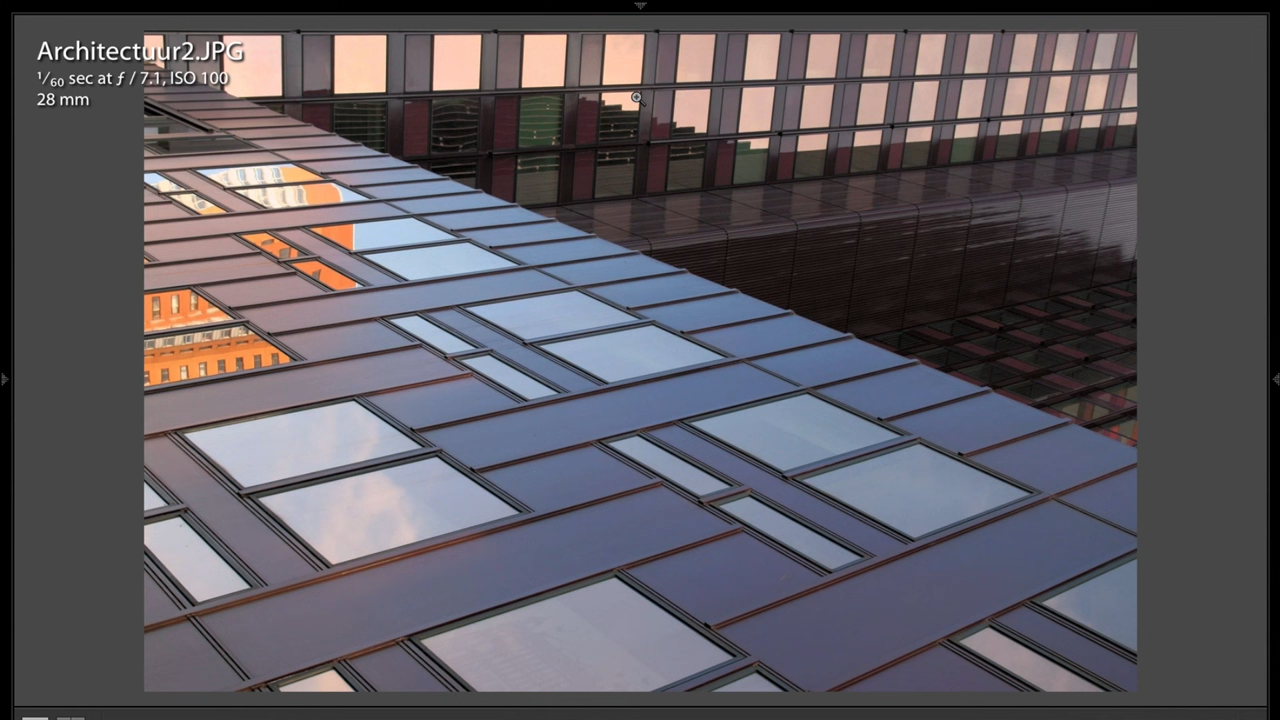 Architectuur2.JPG
1/60 sec at ƒ / 7.1, ISO 100
28 mm